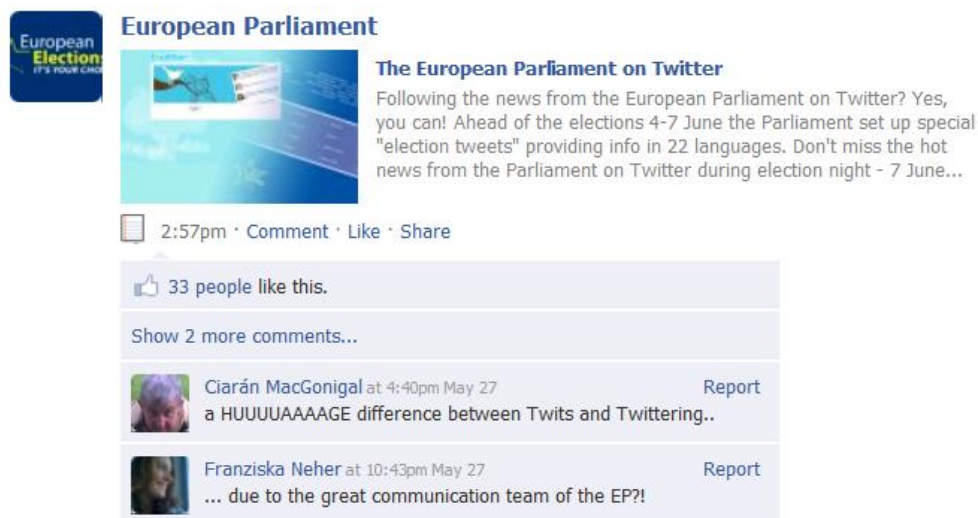 European
Elections
IT'S YOUR CHO
European Parliament
twitter
The European Parliament on Twitter
Following the news from the European Parliament on Twitter? Yes,
you can! Ahead of the elections 4-7 June the Parliament set up special
"election tweets" providing info in 22 languages. Don't miss the hot
news from the Parliament on Twitter during election night - 7 June...
2:57pm · Comment · Like · Share
33 people like this.
Show 2 more comments...
Ciarán MacGonigal at 4:40pm May 27 Report
a HUUUUAAAAGE difference between Twits and Twittering..
Franziska Neher at 10:43pm May 27 Report
... due to the great communication team of the EP?!